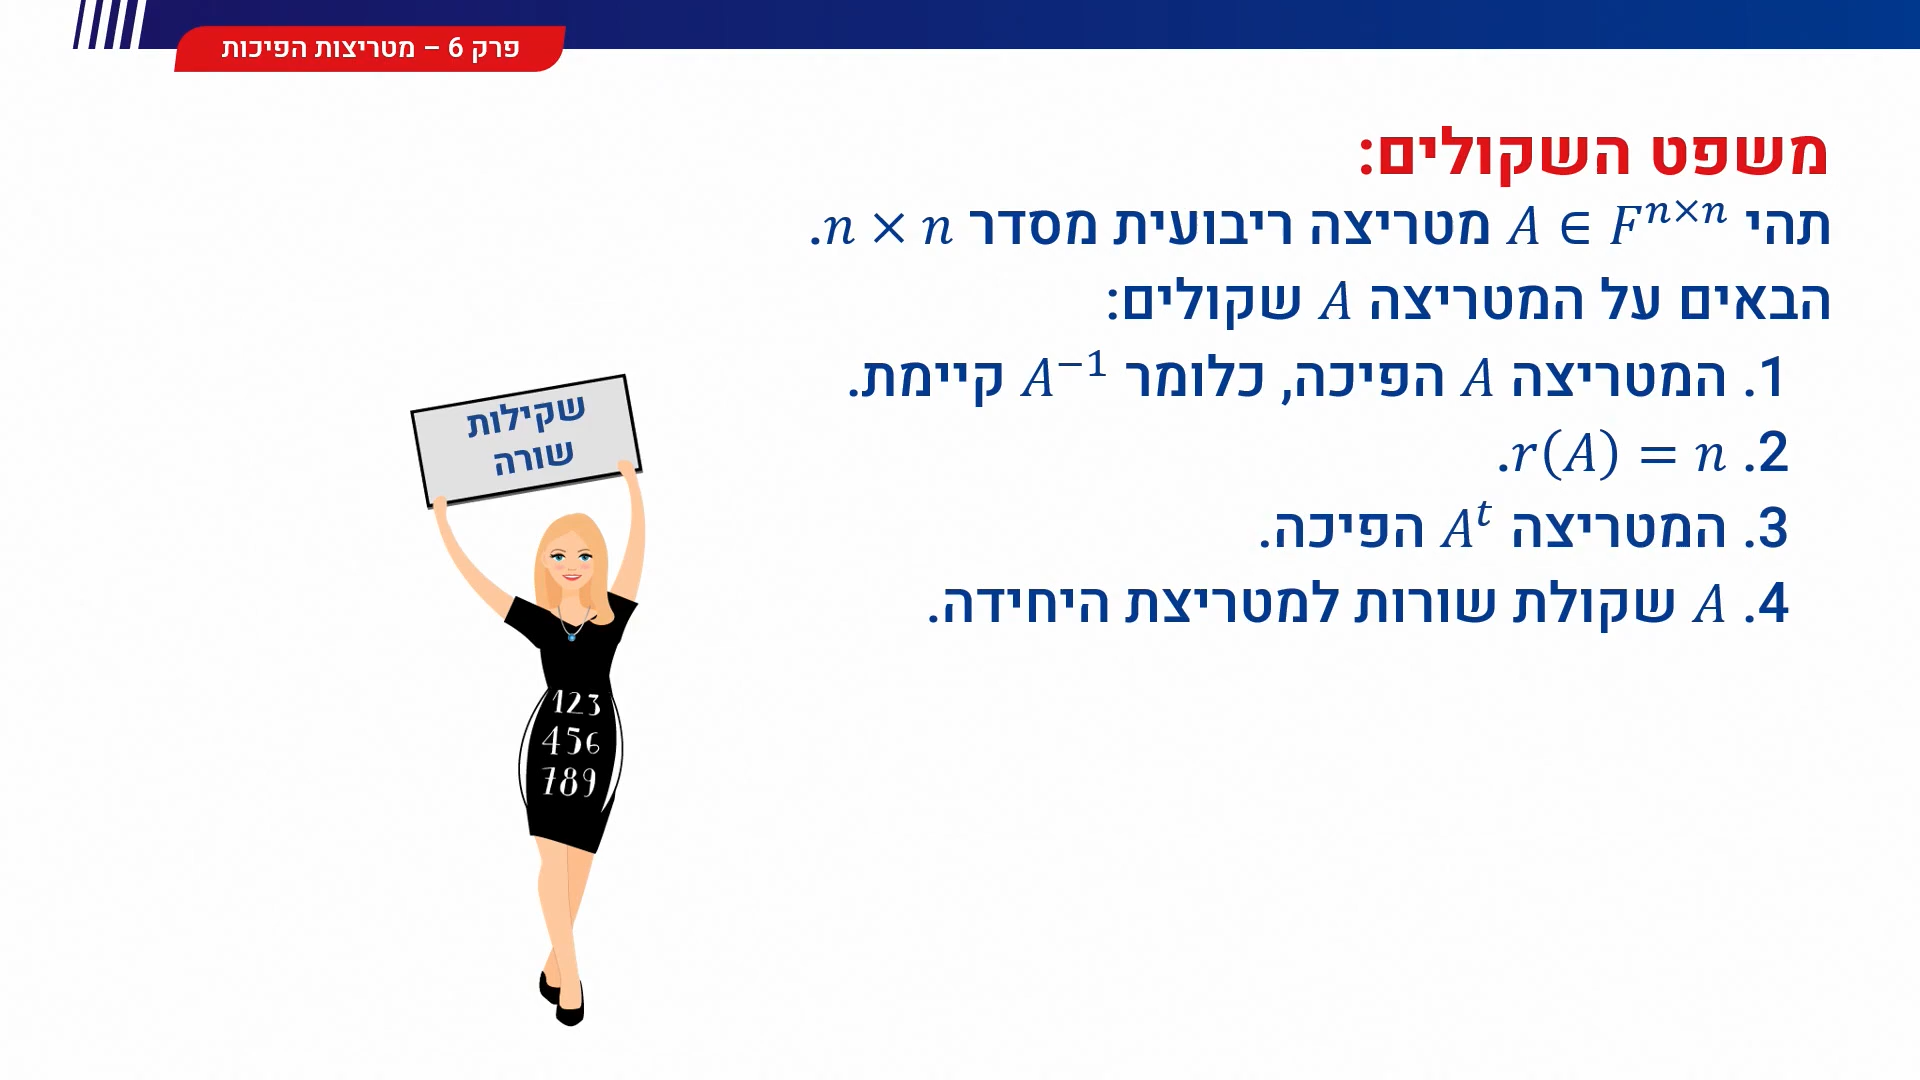 פרק 6 – מטריצות הפיכות
משפט השקולים:
תהי $A \in F^{n \times n}$ מטריצה ריבועית מסדר $n \times n$.
הבאים על המטריצה $A$ שקולים:
1. המטריצה $A$ הפיכה, כלומר $A^{-1}$ קיימת.
2. $r(A) = n$.
3. המטריצה $A^t$ הפיכה.
4. $A$ שקולת שורות למטריצת היחידה.
שקילות
שורה
123
456
789